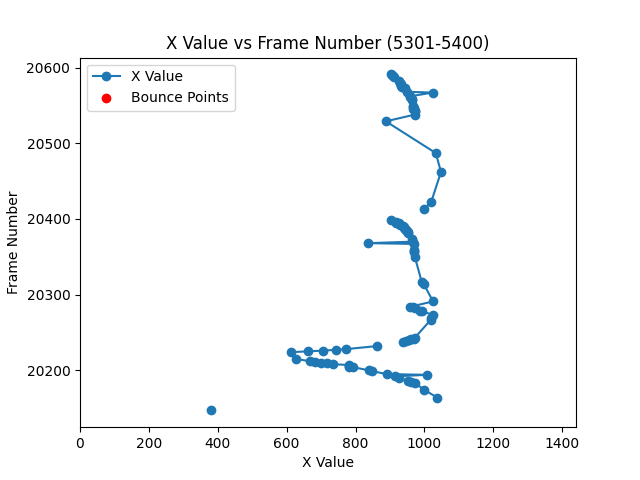 X Value vs Frame Number (5301-5400)
X Value
Bounce Points
Frame Number
20600
20500
20400
20300
20200
0 200 400 600 800 1000 1200 1400
X Value